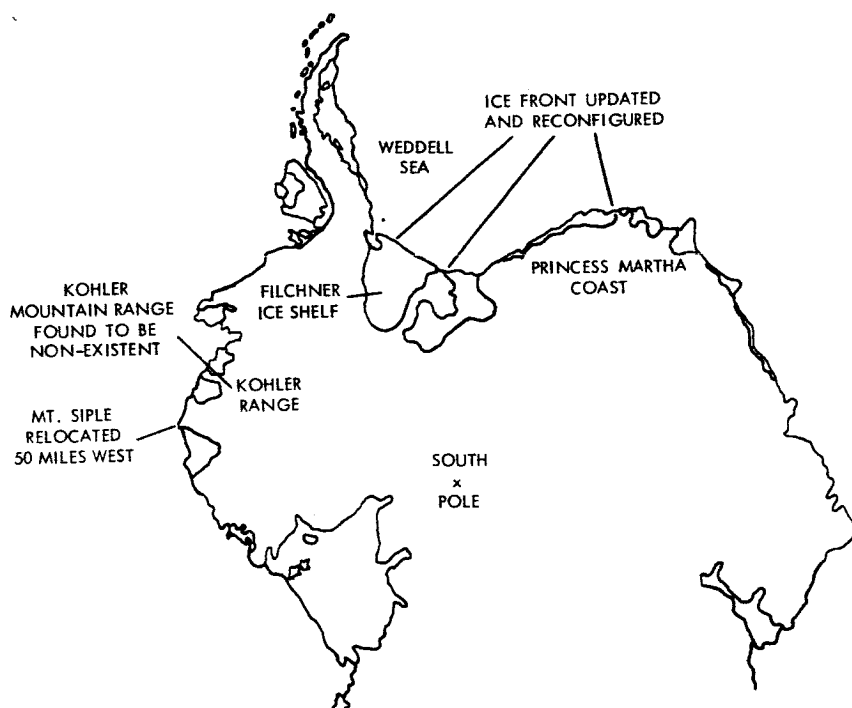 ICE FRONT UPDATED
AND RECONFIGURED
WEDDELL
SEA
PRINCESS MARTHA
COAST
KOHLER
MOUNTAIN RANGE
FOUND TO BE
NON-EXISTENT
FILCHNER
ICE SHELF
KOHLER
RANGE
MT. SIPLE
RELOCATED
50 MILES WEST
SOUTH
x
POLE